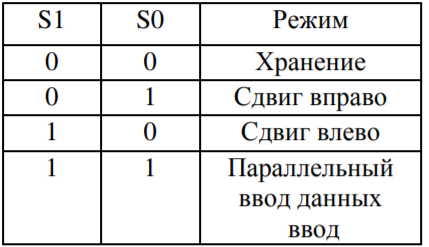 S1 S0 Режим
0 0 Хранение
0 1 Сдвиг вправо
1 0 Сдвиг влево
1 1 Параллельный
ввод данных
ввод